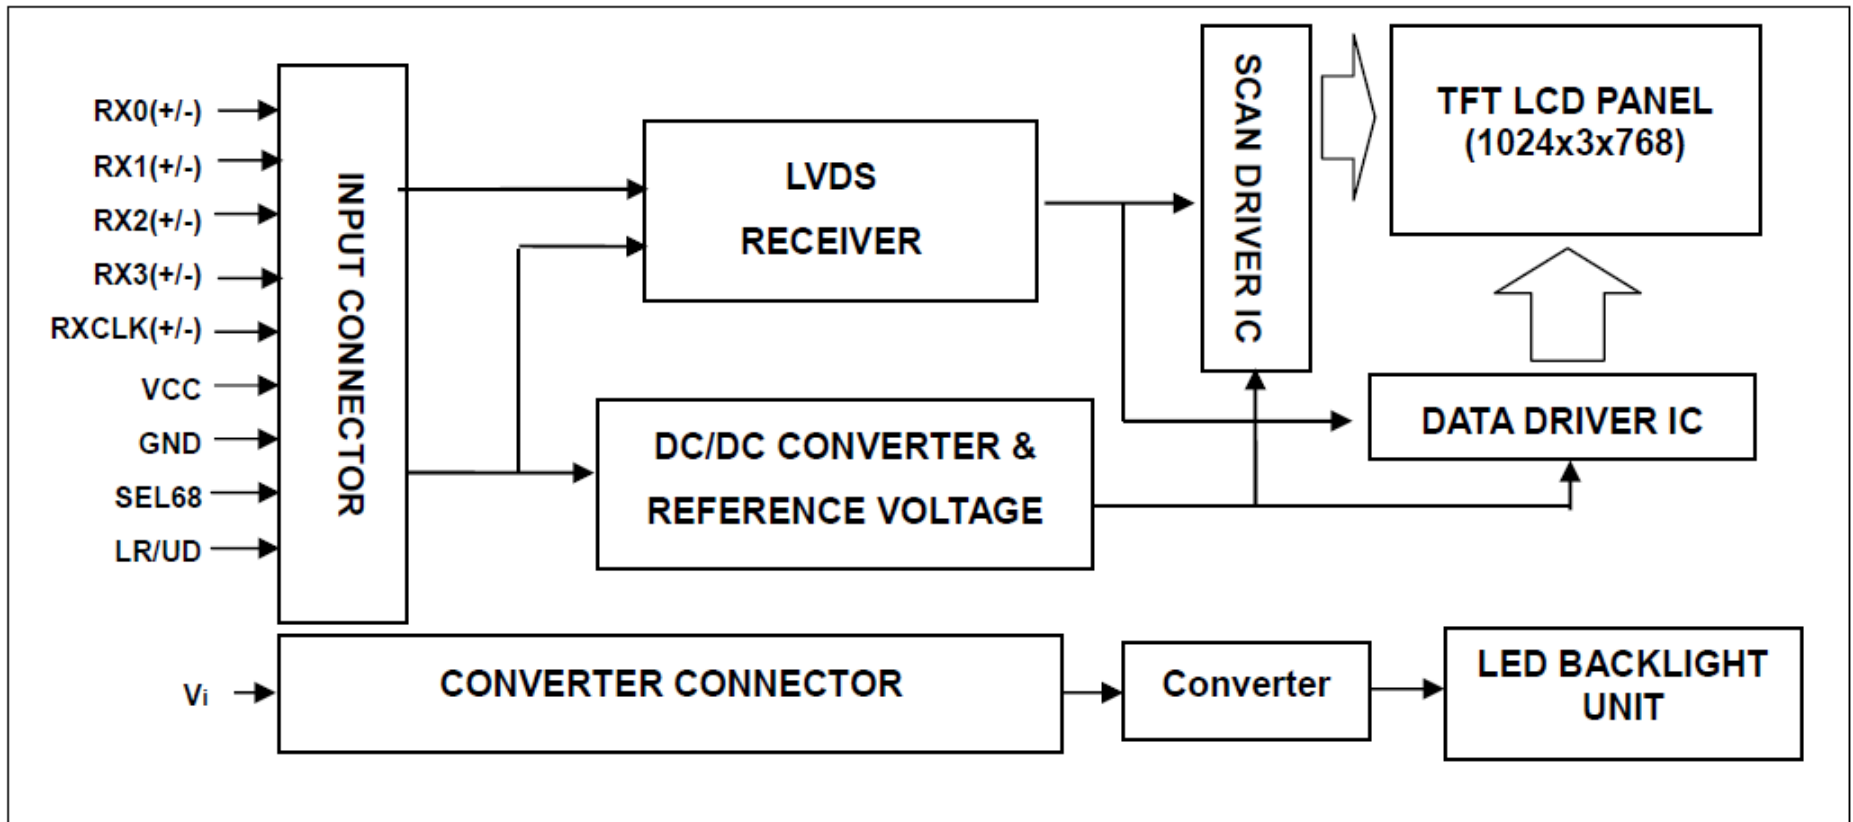 RX0(+/-)
RX1(+/-)
RX2(+/-)
RX3(+/-)
RXCLK(+/-)
VCC
GND
SEL68
LR/UD
INPUT CONNECTOR
LVDS
RECEIVER
DC/DC CONVERTER &
REFERENCE VOLTAGE
SCAN DRIVER IC
TFT LCD PANEL
(1024x3x768)
DATA DRIVER IC
Vi
CONVERTER CONNECTOR
Converter
LED BACKLIGHT
UNIT